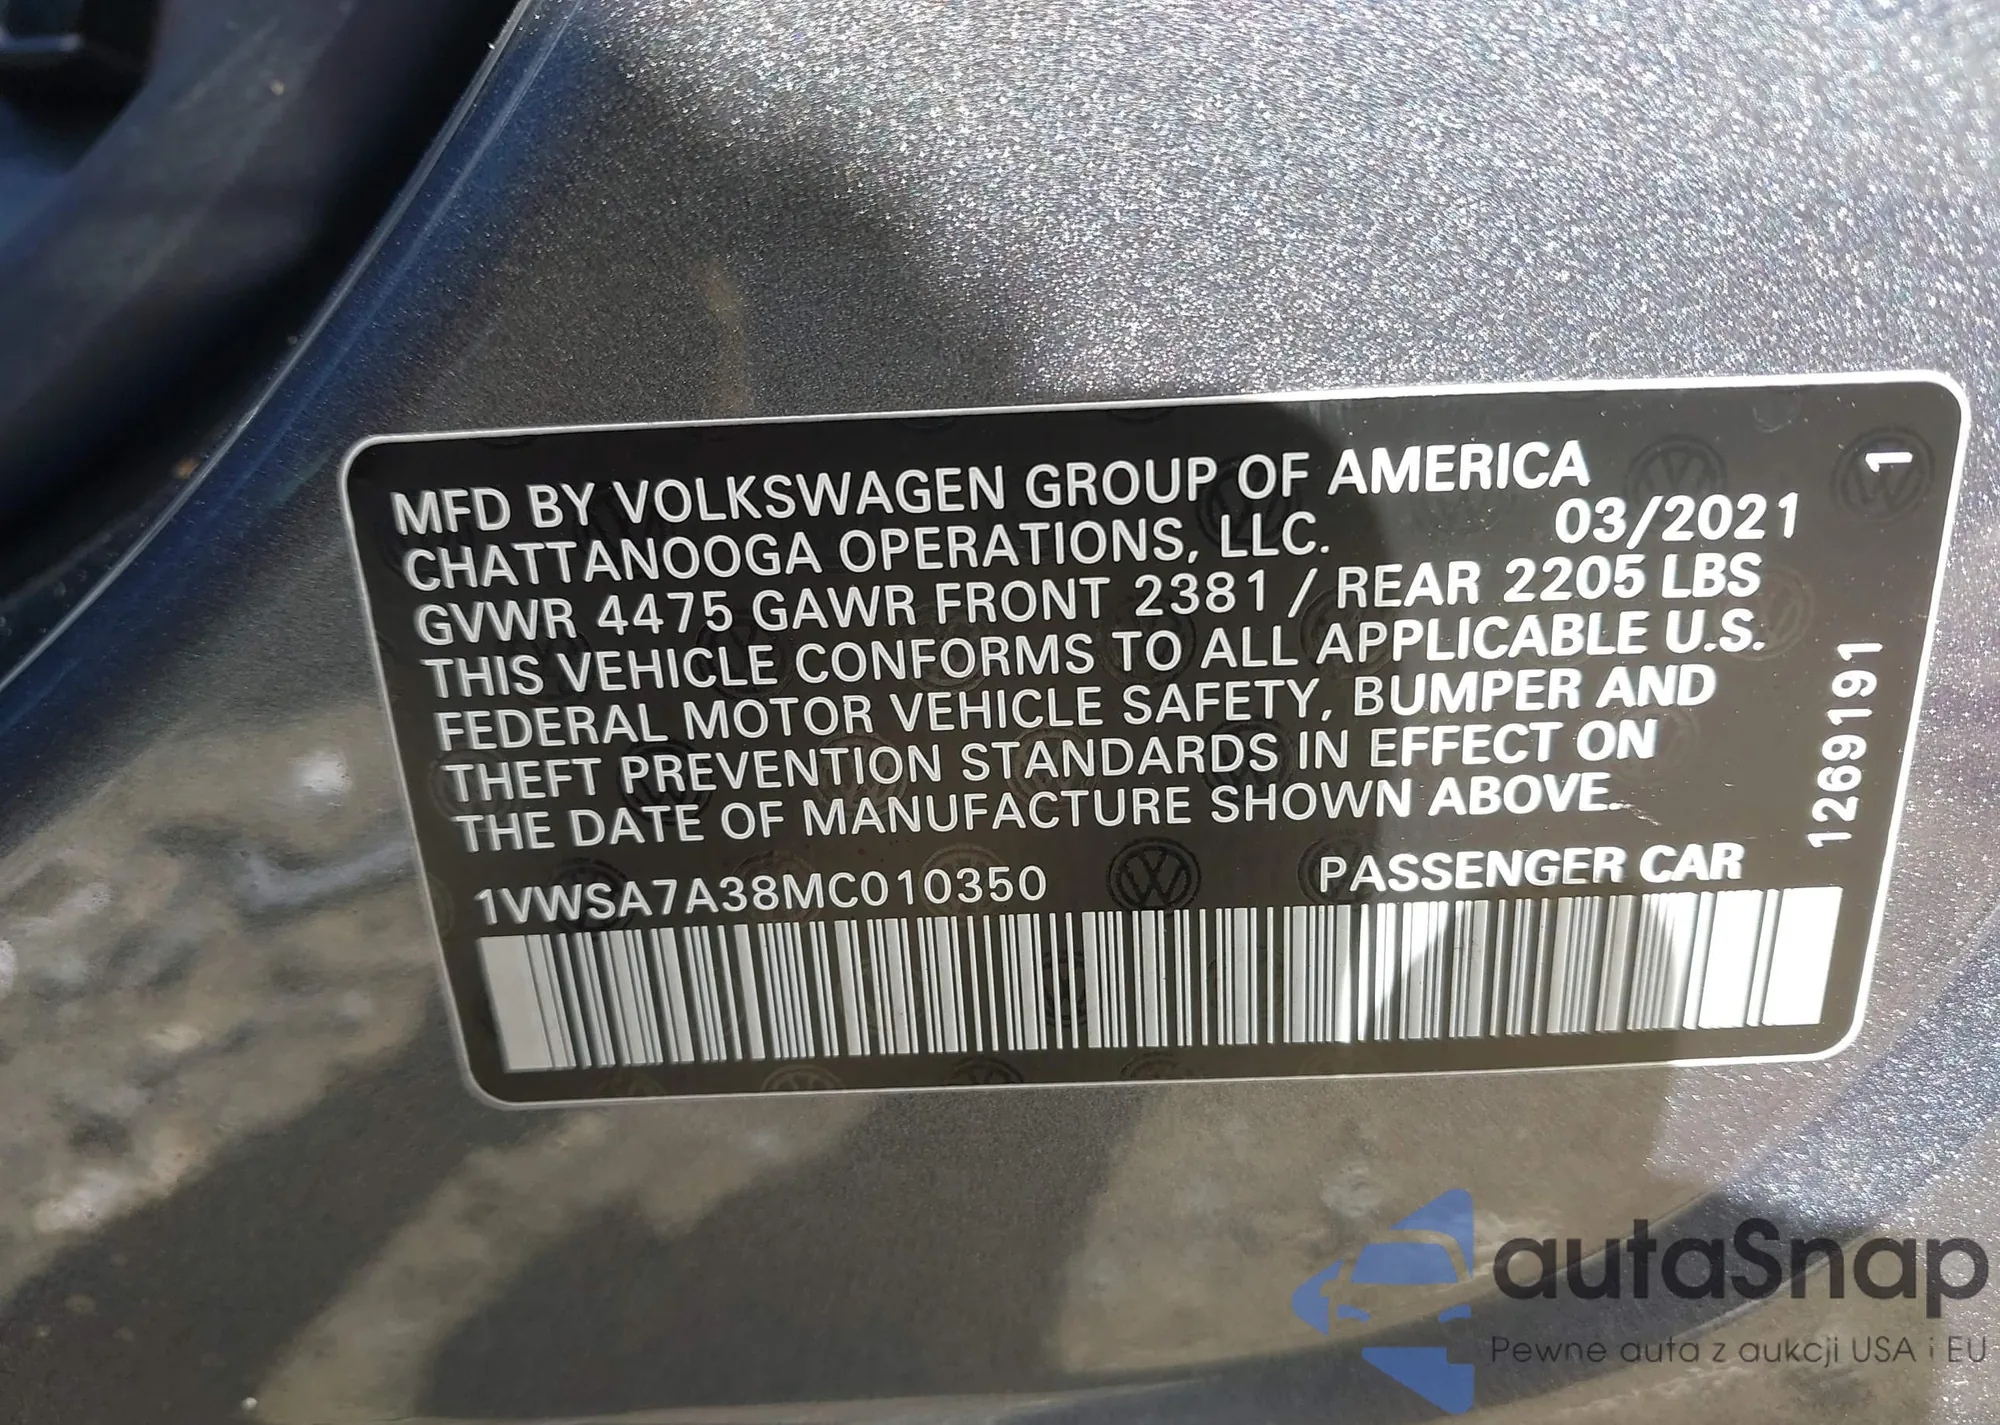 MFD BY VOLKSWAGEN GROUP OF AMERICA
CHATTANOOGA OPERATIONS, LLC. 03/2021
GVWR 4475 GAWR FRONT 2381 / REAR 2205 LBS
THIS VEHICLE CONFORMS TO ALL APPLICABLE U.S.
FEDERAL MOTOR VEHICLE SAFETY, BUMPER AND
THEFT PREVENTION STANDARDS IN EFFECT ON
THE DATE OF MANUFACTURE SHOWN ABOVE.
1VWSA7A38MC010350 PASSENGER CAR
1269191 1
autaSnap
Pewne auta z aukcji USA i EU